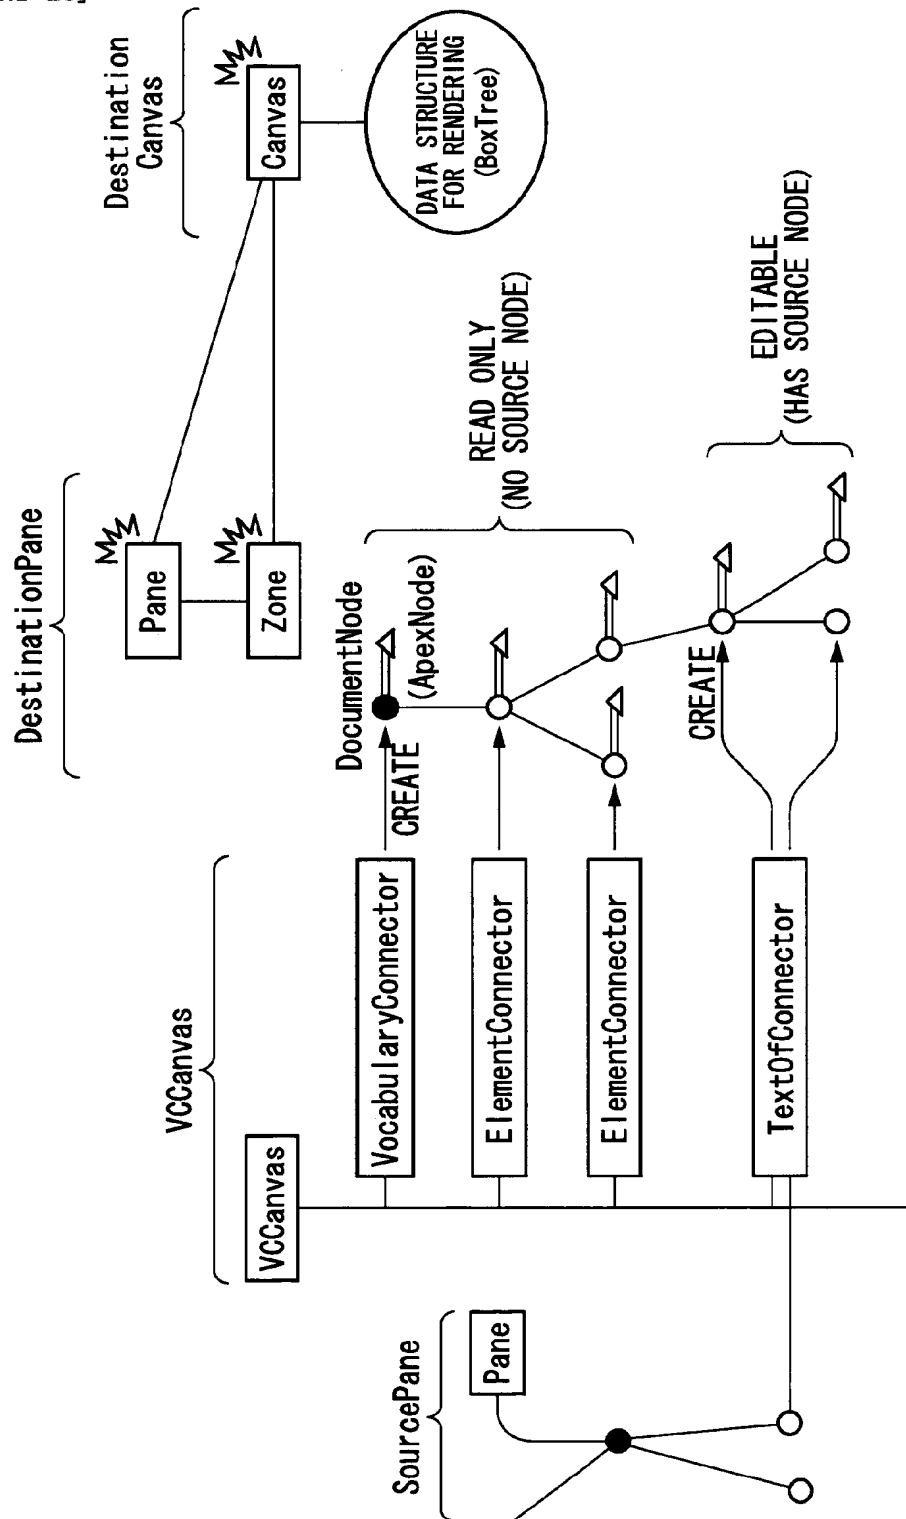 SourcePane
Pane
VCCanvas
VCCanvas
VocabularyConnector
ElementConnector
ElementConnector
TextOfConnector
DestinationPane
Pane
Zone
DocumentNode
(ApexNode)
CREATE
CREATE
READ ONLY
(NO SOURCE NODE)
EDITABLE
(HAS SOURCE NODE)
Destination
Canvas
Canvas
DATA STRUCTURE
FOR RENDERING
(BoxTree)